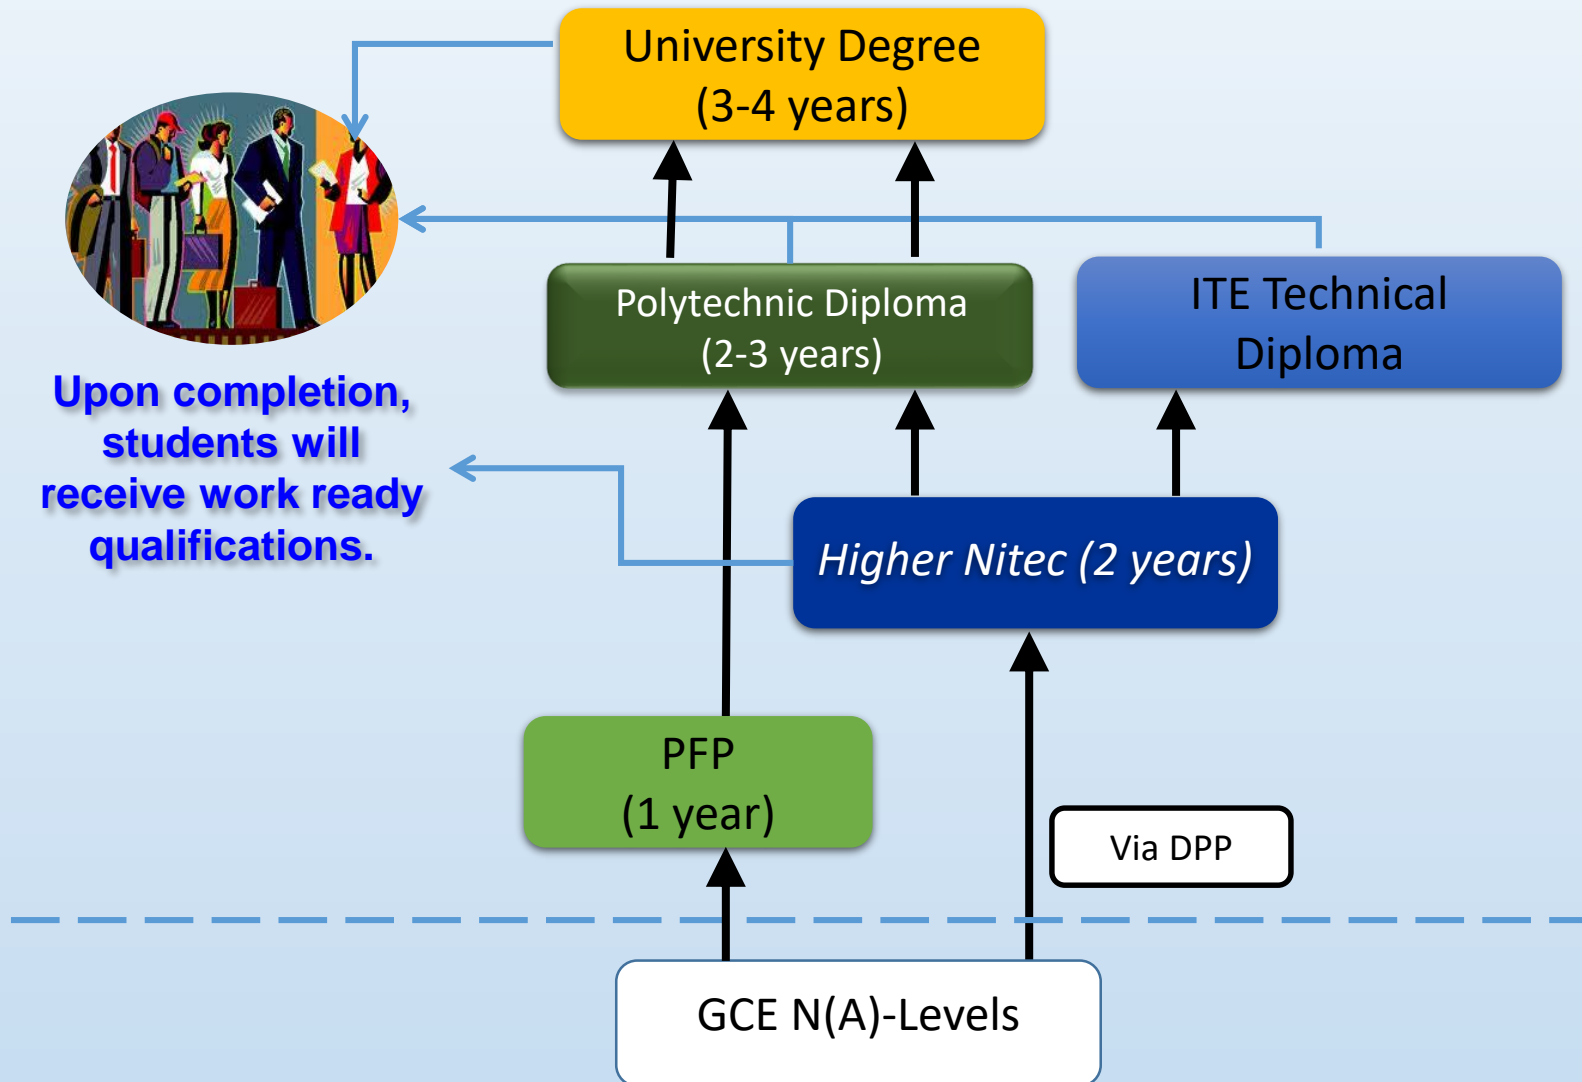 University Degree
(3-4 years)
Polytechnic Diploma
(2-3 years)
ITE Technical
Diploma
Upon completion,
students will
receive work ready
qualifications.
Higher Nitec (2 years)
PFP
(1 year)
Via DPP
GCE N(A)-Levels